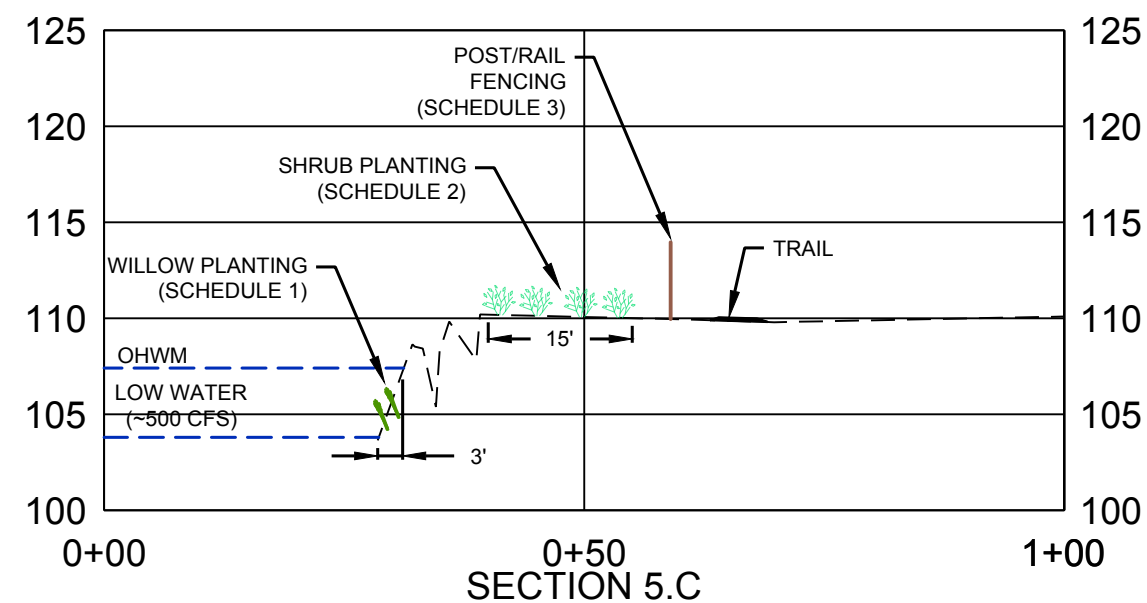 125
125
POST/RAIL
FENCING
(SCHEDULE 3)
120
120
SHRUB PLANTING
(SCHEDULE 2)
115
115
WILLOW PLANTING
(SCHEDULE 1)
TRAIL
110
110
15'
OHWM
LOW WATER
(~500 CFS)
105
105
3'
100
100
0+00
0+50
1+00
SECTION 5.C